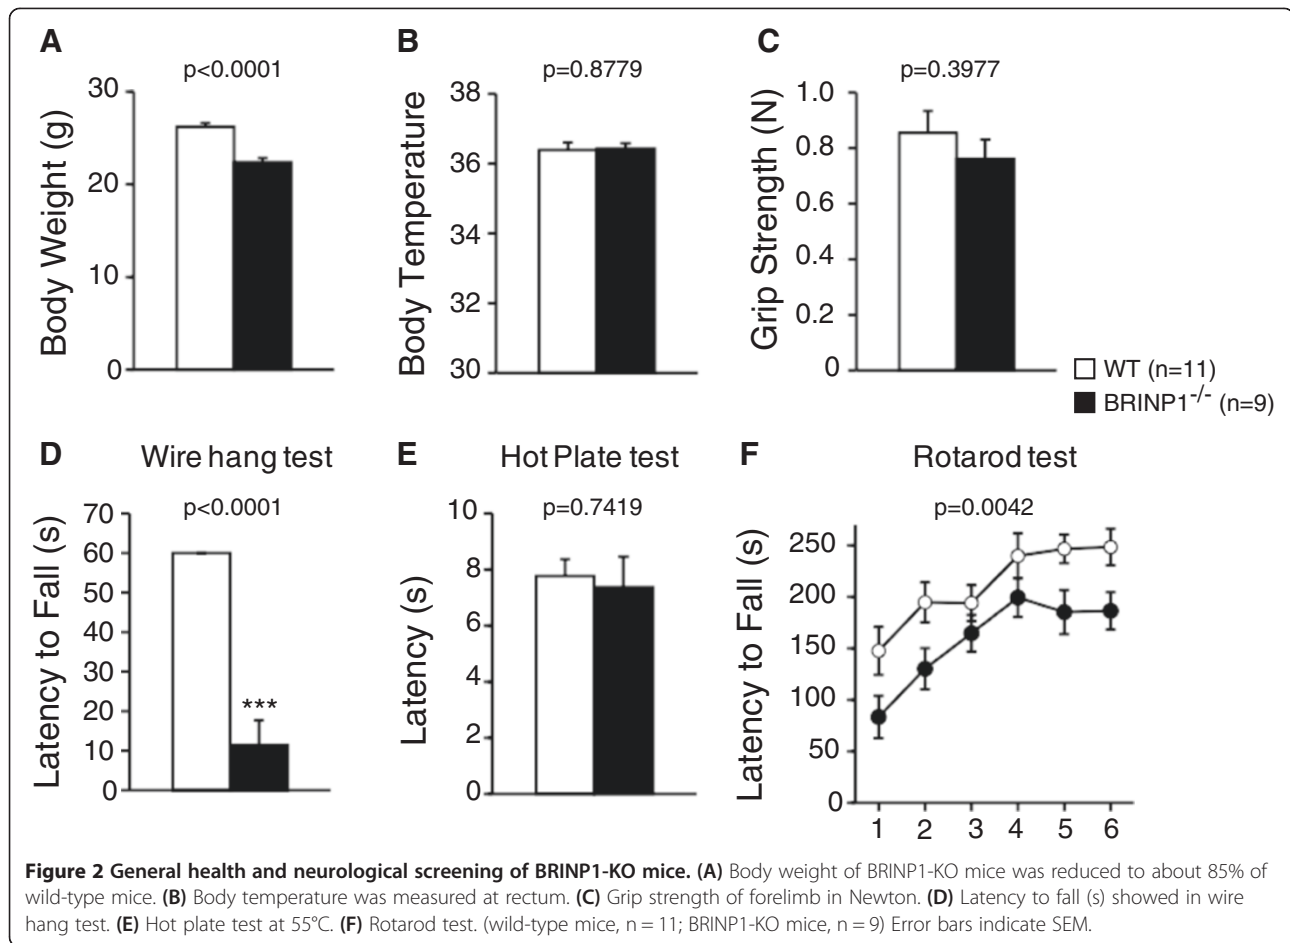 A
p<0.0001
Body Weight (g)
30
20
10
0
B
p=0.8779
Body Temperature
38
36
34
32
30
C
p=0.3977
Grip Strength (N)
1.0
0.8
0.6
0.4
0.2
0
WT (n=11)
BRINP1-/- (n=9)
D Wire hang test
p<0.0001
Latency to Fall (s)
70
60
50
40
30
20
10
0
***
E Hot Plate test
p=0.7419
Latency (s)
10
8
6
4
2
0
F Rotarod test
p=0.0042
Latency to Fall (s)
250
200
150
100
50
0
1 2 3 4 5 6
Figure 2 General health and neurological screening of BRINP1-KO mice. (A) Body weight of BRINP1-KO mice was reduced to about 85% of
wild-type mice. (B) Body temperature was measured at rectum. (C) Grip strength of forelimb in Newton. (D) Latency to fall (s) showed in wire
hang test. (E) Hot plate test at 55°C. (F) Rotarod test. (wild-type mice, n = 11; BRINP1-KO mice, n = 9) Error bars indicate SEM.